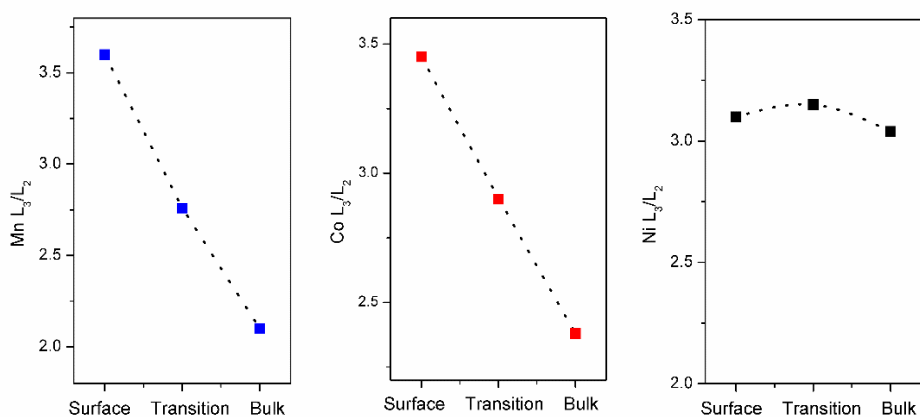 Mn L3/L2
3.5
3.0
2.5
2.0
Surface Transition Bulk
Co L3/L2
3.5
3.0
2.5
Surface Transition Bulk
Ni L3/L2
3.5
3.0
2.5
2.0
Surface Transition Bulk